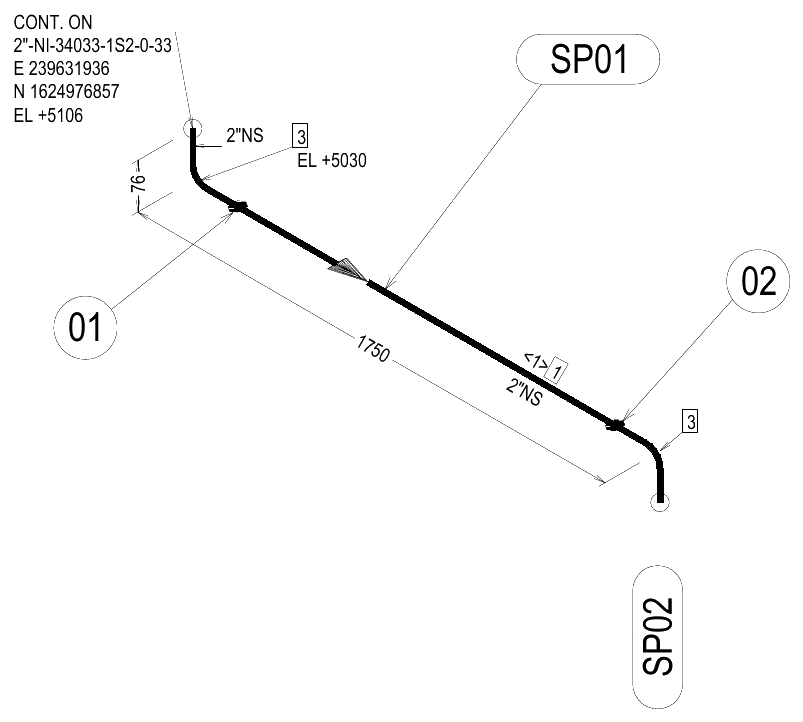 CONT. ON
2"-NI-34033-1S2-0-33
E 239631936
N 1624976857
EL +5106
SP01
2"NS
3
EL +5030
76
01
02
1750
<1> 1
2"NS
3
SP02